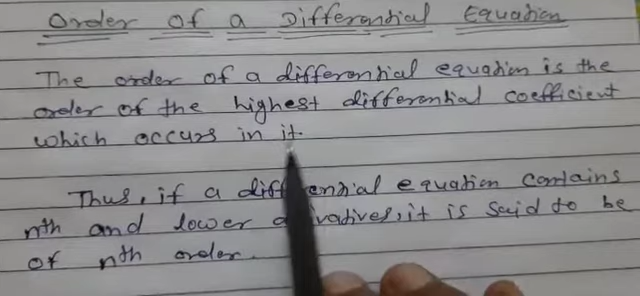 Order of a Differential Equation
The order of a differential equation is the
order of the highest differential coefficient
which occurs in it.
Thus, if a differential equation contains
nth and lower derivatives, it is said to be
of nth order.